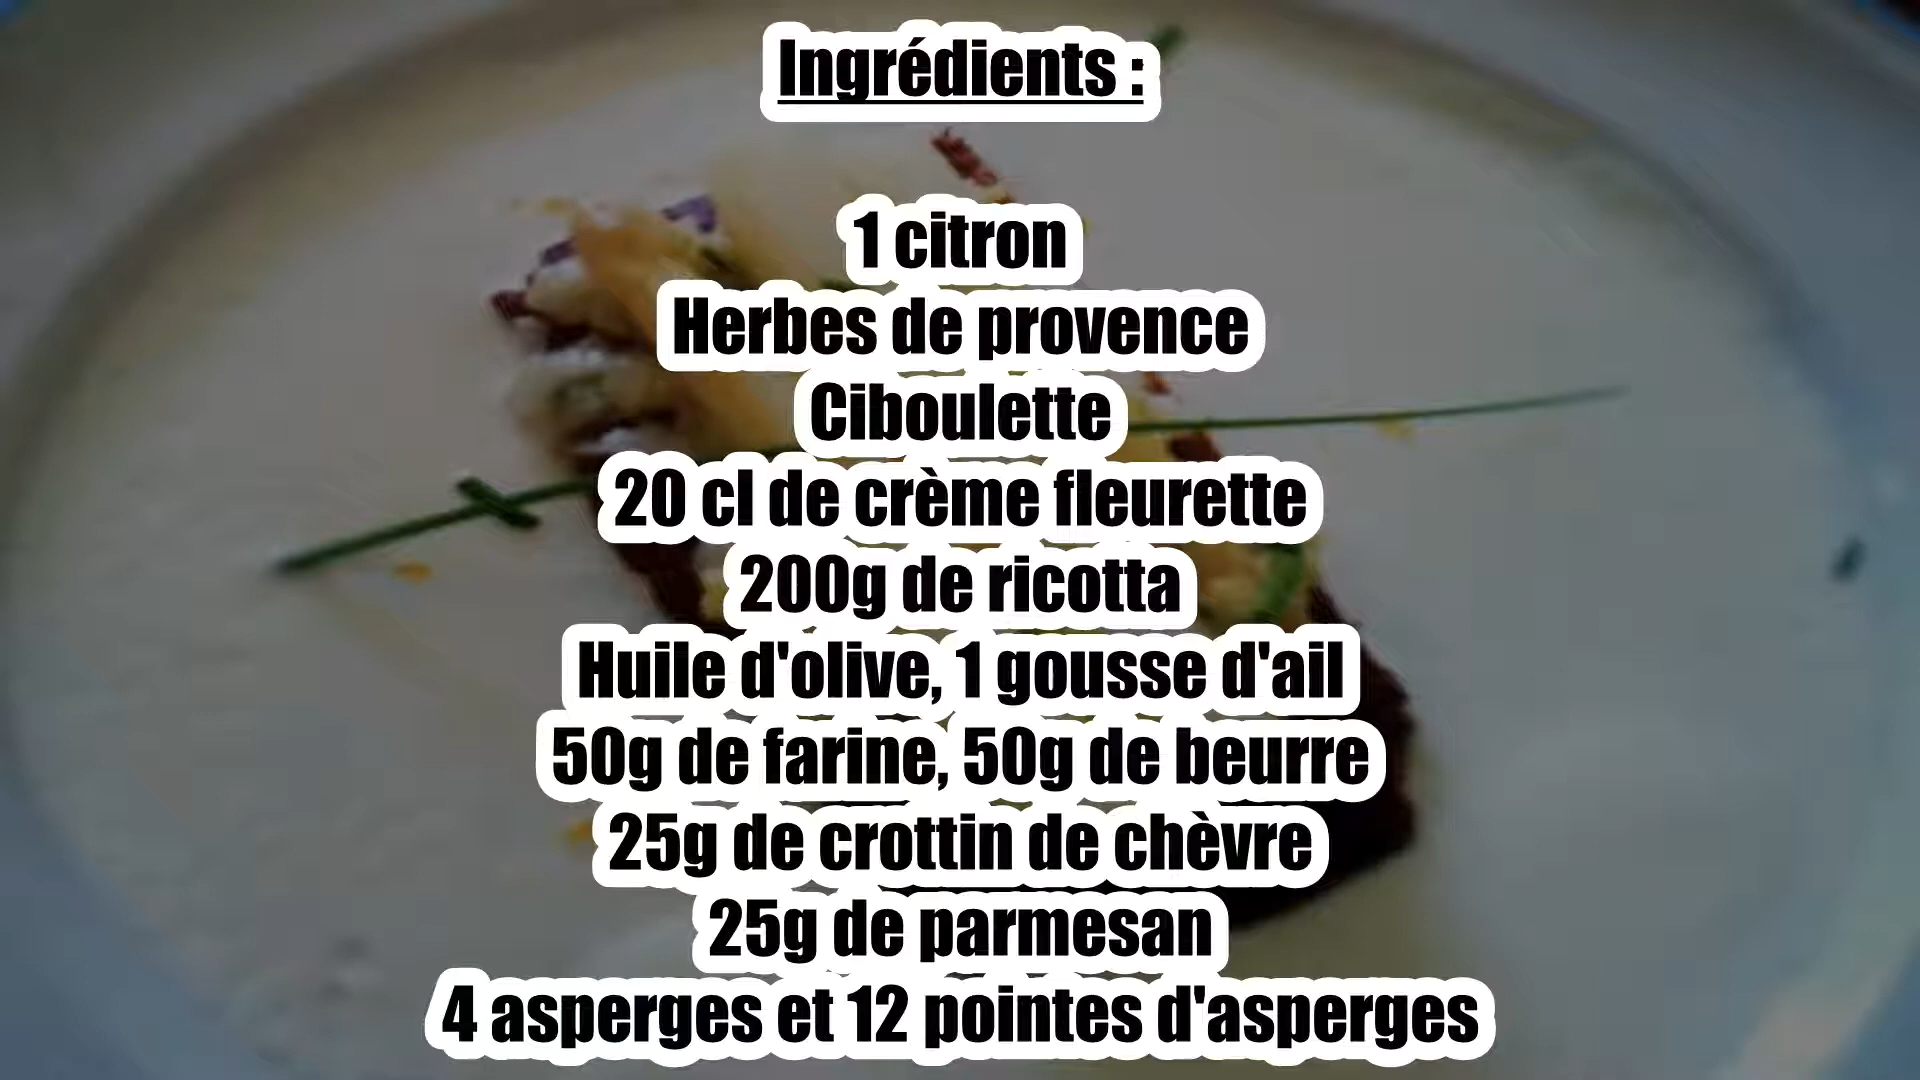 Ingrédients :
1 citron
Herbes de provence
Ciboulette
20 cl de crème fleurette
200g de ricotta
Huile d'olive, 1 gousse d'ail
50g de farine, 50g de beurre
25g de crottin de chèvre
25g de parmesan
4 asperges et 12 pointes d'asperges